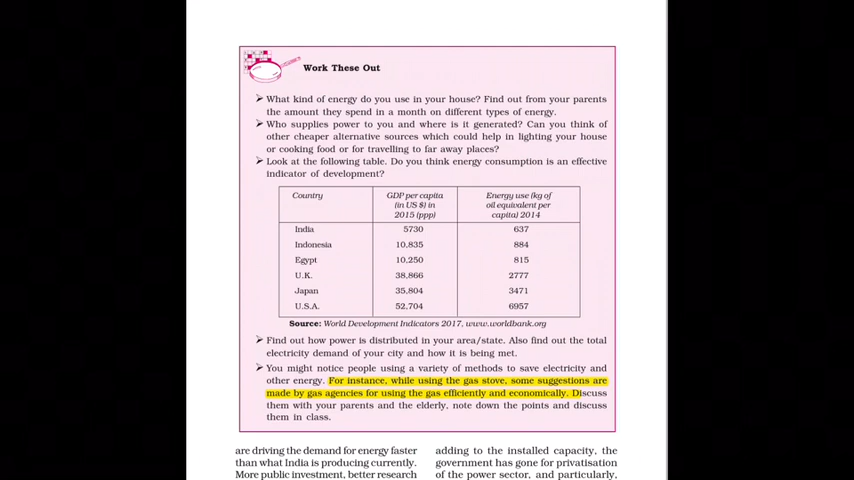 Work These Out
➢ What kind of energy do you use in your house? Find out from your parents
the amount they spend in a month on different types of energy.
➢ Who supplies power to you and where is it generated? Can you think of
other cheaper alternative sources which could help in lighting your house
or cooking food or for travelling to far away places?
➢ Look at the following table. Do you think energy consumption is an effective
indicator of development?
Country GDP per capita Energy use (kg of
(in US $) in oil equivalent per
2015 (ppp) capita) 2014
India 5730 637
Indonesia 10,835 884
Egypt 10,250 815
U.K. 38,866 2777
Japan 35,804 3471
U.S.A. 52,704 6957
Source: World Development Indicators 2017, www.worldbank.org
➢ Find out how power is distributed in your area/state. Also find out the total
electricity demand of your city and how it is being met.
➢ You might notice people using a variety of methods to save electricity and
other energy. For instance, while using the gas stove, some suggestions are
made by gas agencies for using the gas efficiently and economically. Discuss
them with your parents and the elderly, note down the points and discuss
them in class.
are driving the demand for energy faster
than what India is producing currently.
More public investment, better research
adding to the installed capacity, the
government has gone for privatisation
of the power sector, and particularly,